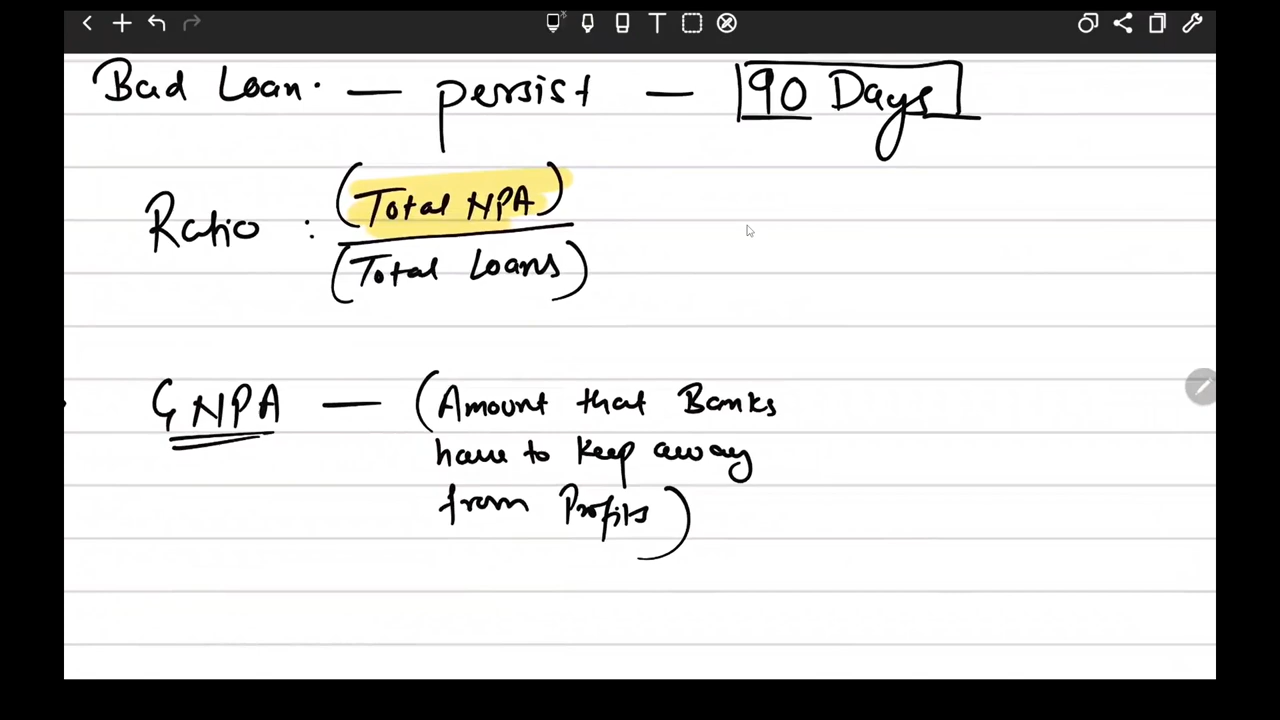 Bad Loan. — persist — 90 Days
Ratio : (Total NPA)
(Total Loans)
GNPA — (Amount that Banks
have to keep away
from Profits)